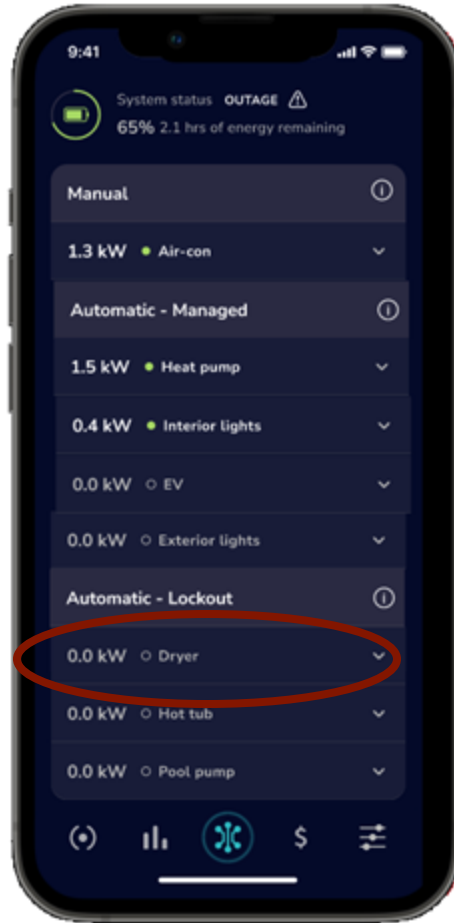 9:41
System status OUTAGE
65% 2.1 hrs of energy remaining
Manual
1.3 kW Air-con
Automatic - Managed
1.5 kW Heat pump
0.4 kW Interior lights
0.0 kW EV
0.0 kW Exterior lights
Automatic - Lockout
0.0 kW Dryer
0.0 kW Hot tub
0.0 kW Pool pump
$